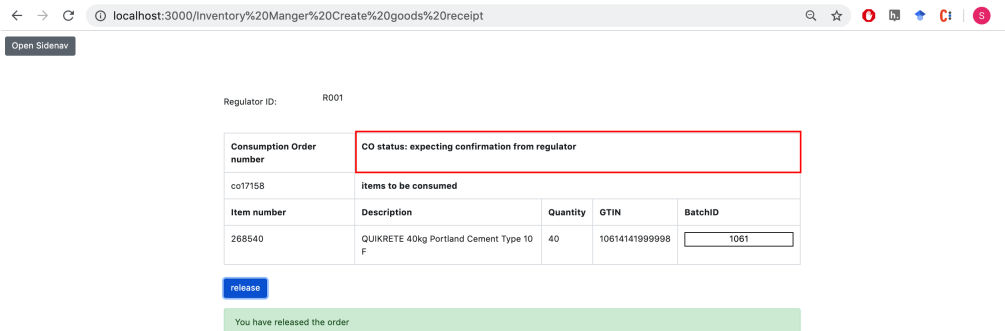 localhost:3000/Inventory%20Manger%20Create%20goods%20receipt
h.
C
S
Open Sidenav
Regulator ID: R001
Consumption Order number
CO status: expecting confirmation from regulator
co17158 items to be consumed
Item number Description Quantity GTIN BatchID
268540 QUIKRETE 40kg Portland Cement Type 10 F 40 10614141999998 1061
release
You have released the order